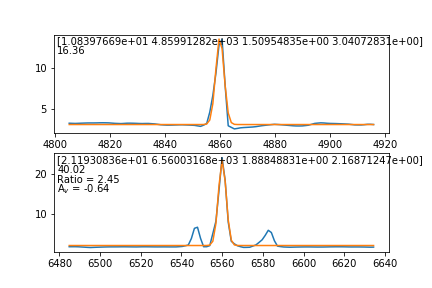 [1.08397669e+01 4.85991282e+03 1.50954835e+00 3.04072831e+00]
16.36
10
5
4800 4820 4840 4860 4880 4900 4920
[2.11930836e+01 6.56003168e+03 1.88848831e+00 2.16871247e+00]
40.02
Ratio = 2.45
Aᵥ = -0.64
20
10
6480 6500 6520 6540 6560 6580 6600 6620 6640